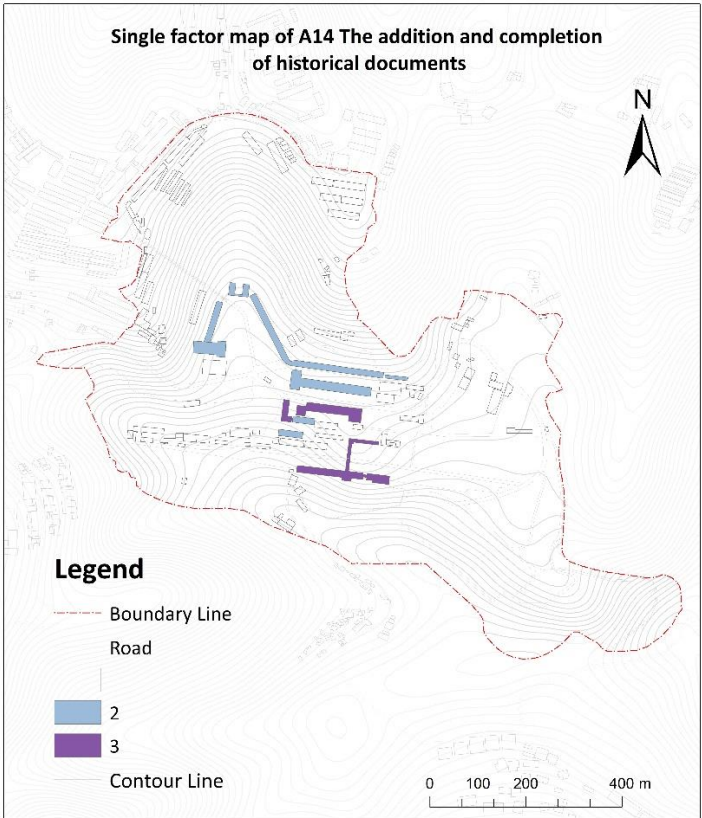 Single factor map of A14 The addition and completion
of historical documents
N
Legend
Boundary Line
Road
2
3
Contour Line
0 100 200 400 m